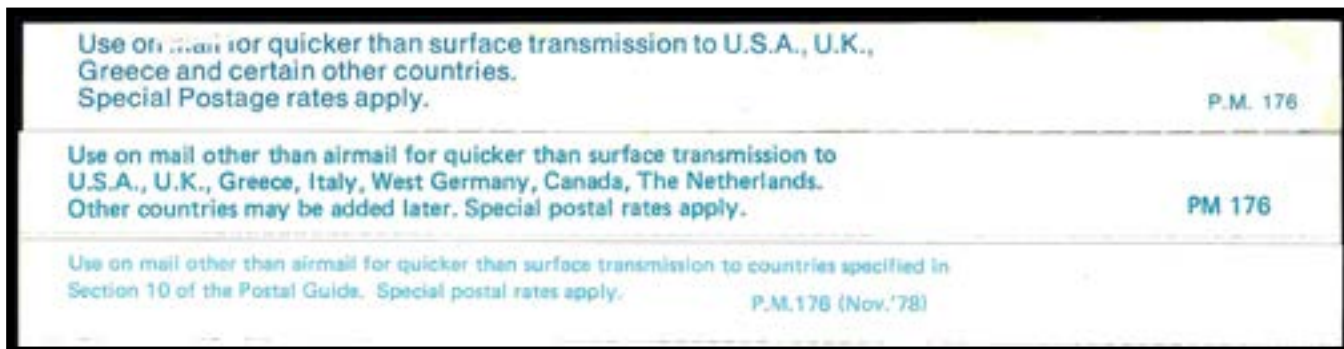 Use on mail for quicker than surface transmission to U.S.A., U.K.,
Greece and certain other countries.
Special Postage rates apply.
P.M. 176
Use on mail other than airmail for quicker than surface transmission to
U.S.A., U.K., Greece, Italy, West Germany, Canada, The Netherlands.
Other countries may be added later. Special postal rates apply.
PM 176
Use on mail other than airmail for quicker than surface transmission to countries specified in
Section 10 of the Postal Guide. Special postal rates apply.
P.M.176 (Nov.'78)